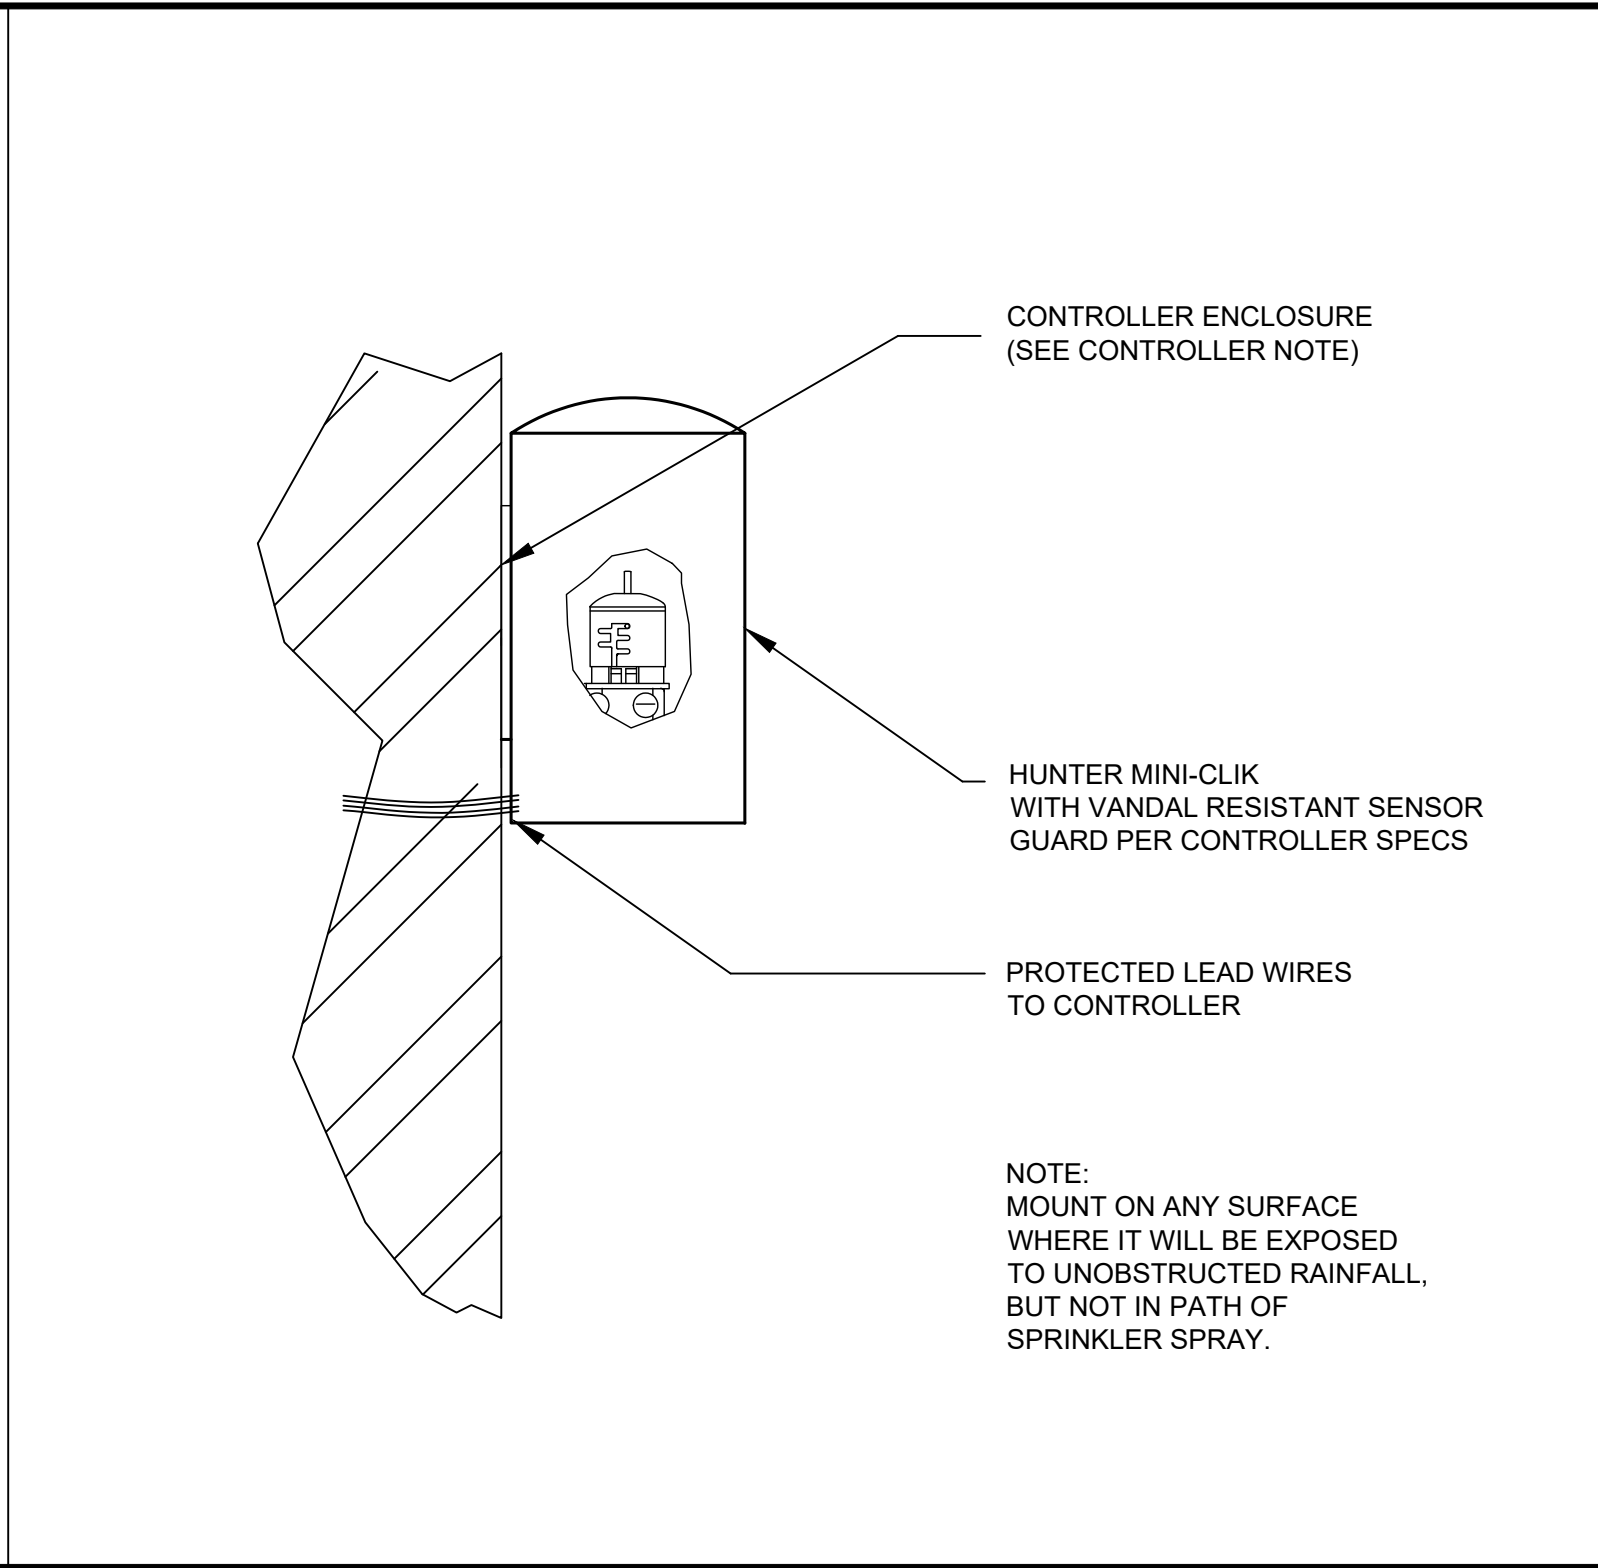 CONTROLLER ENCLOSURE
(SEE CONTROLLER NOTE)
HUNTER MINI-CLIK
WITH VANDAL RESISTANT SENSOR
GUARD PER CONTROLLER SPECS
PROTECTED LEAD WIRES
TO CONTROLLER
NOTE:
MOUNT ON ANY SURFACE
WHERE IT WILL BE EXPOSED
TO UNOBSTRUCTED RAINFALL,
BUT NOT IN PATH OF
SPRINKLER SPRAY.